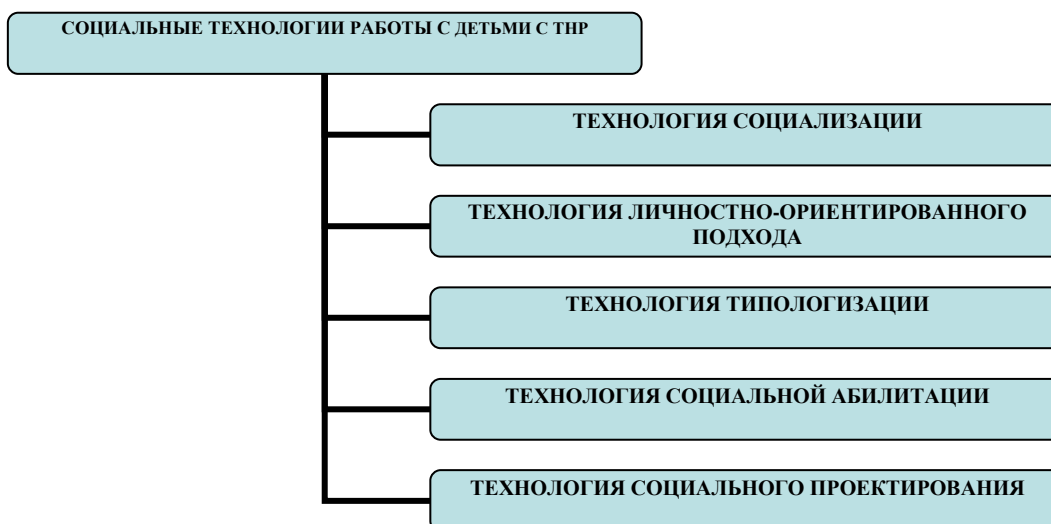 СОЦИАЛЬНЫЕ ТЕХНОЛОГИИ РАБОТЫ С ДЕТЬМИ С ТНР
ТЕХНОЛОГИЯ СОЦИАЛИЗАЦИИ
ТЕХНОЛОГИЯ ЛИЧНОСТНО-ОРИЕНТИРОВАННОГО
ПОДХОДА
ТЕХНОЛОГИЯ ТИПОЛОГИЗАЦИИ
ТЕХНОЛОГИЯ СОЦИАЛЬНОЙ АБИЛИТАЦИИ
ТЕХНОЛОГИЯ СОЦИАЛЬНОГО ПРОЕКТИРОВАНИЯ